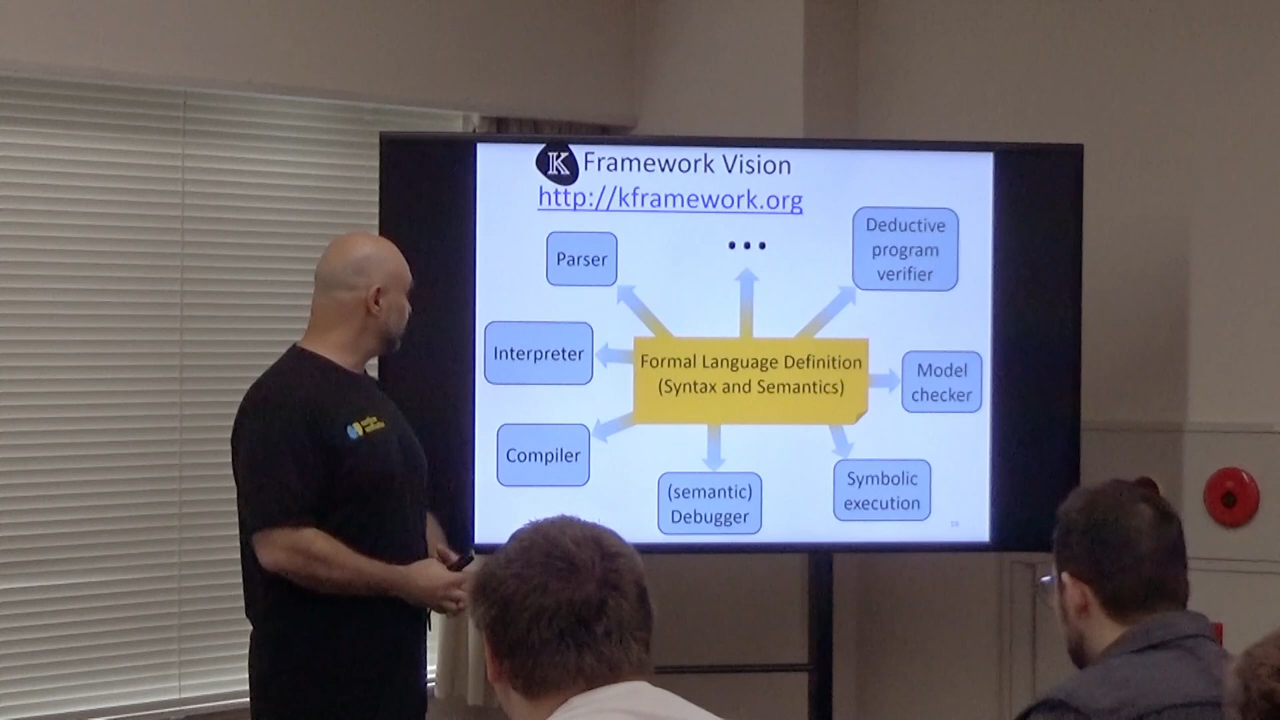 K Framework Vision
http://kframework.org
Parser
• • •
Deductive
program
verifier
Interpreter
Formal Language Definition
(Syntax and Semantics)
Model
checker
Compiler
(semantic)
Debugger
Symbolic
execution